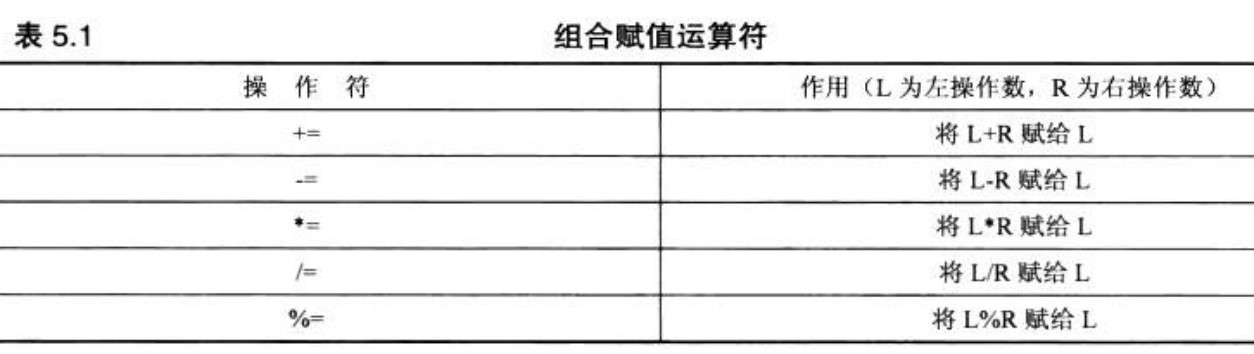 表 5.1 组合赋值运算符
操 作 符 作用（L 为左操作数，R 为右操作数）
+= 将 L+R 赋给 L
-= 将 L-R 赋给 L
*= 将 L*R 赋给 L
/= 将 L/R 赋给 L
%= 将 L%R 赋给 L